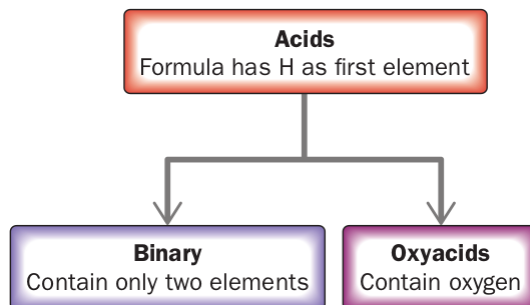 Acids
Formula has H as first element
Binary
Contain only two elements
Oxyacids
Contain oxygen